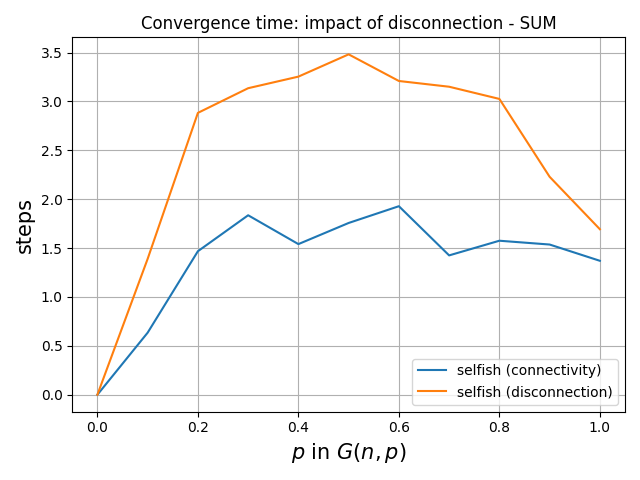 Convergence time: impact of disconnection - SUM
steps
3.5
3.0
2.5
2.0
1.5
1.0
0.5
0.0
selfish (connectivity)
selfish (disconnection)
0.0 0.2 0.4 0.6 0.8 1.0
p in G(n, p)